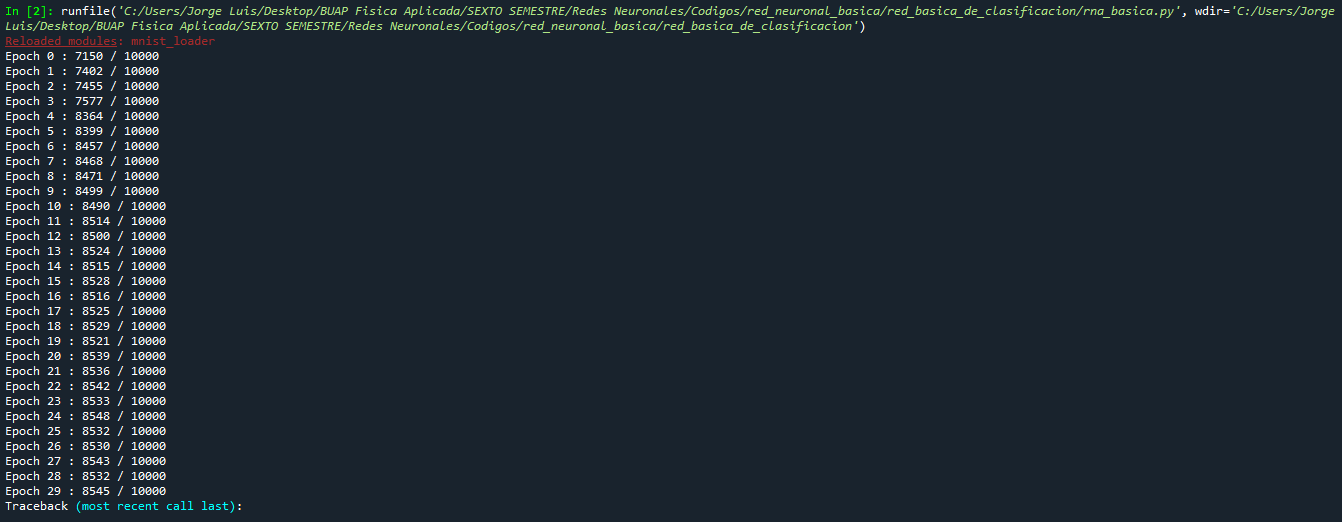 In [2]: runfile('C:/Users/Jorge Luis/Desktop/BUAP Fisica Aplicada/SEXTO SEMESTRE/Redes Neuronales/Codigos/red_neuronal_basica/red_basica_de_clasificacion/rna_basica.py', wdir='C:/Users/Jorge
Luis/Desktop/BUAP Fisica Aplicada/SEXTO SEMESTRE/Redes Neuronales/Codigos/red_neuronal_basica/red_basica_de_clasificacion')
Reloaded modules: mnist_loader
Epoch 0 : 7150 / 10000
Epoch 1 : 7402 / 10000
Epoch 2 : 7455 / 10000
Epoch 3 : 7577 / 10000
Epoch 4 : 8364 / 10000
Epoch 5 : 8399 / 10000
Epoch 6 : 8457 / 10000
Epoch 7 : 8468 / 10000
Epoch 8 : 8471 / 10000
Epoch 9 : 8499 / 10000
Epoch 10 : 8490 / 10000
Epoch 11 : 8514 / 10000
Epoch 12 : 8500 / 10000
Epoch 13 : 8524 / 10000
Epoch 14 : 8515 / 10000
Epoch 15 : 8528 / 10000
Epoch 16 : 8516 / 10000
Epoch 17 : 8525 / 10000
Epoch 18 : 8529 / 10000
Epoch 19 : 8521 / 10000
Epoch 20 : 8539 / 10000
Epoch 21 : 8536 / 10000
Epoch 22 : 8542 / 10000
Epoch 23 : 8533 / 10000
Epoch 24 : 8548 / 10000
Epoch 25 : 8532 / 10000
Epoch 26 : 8530 / 10000
Epoch 27 : 8543 / 10000
Epoch 28 : 8532 / 10000
Epoch 29 : 8545 / 10000
Traceback (most recent call last):